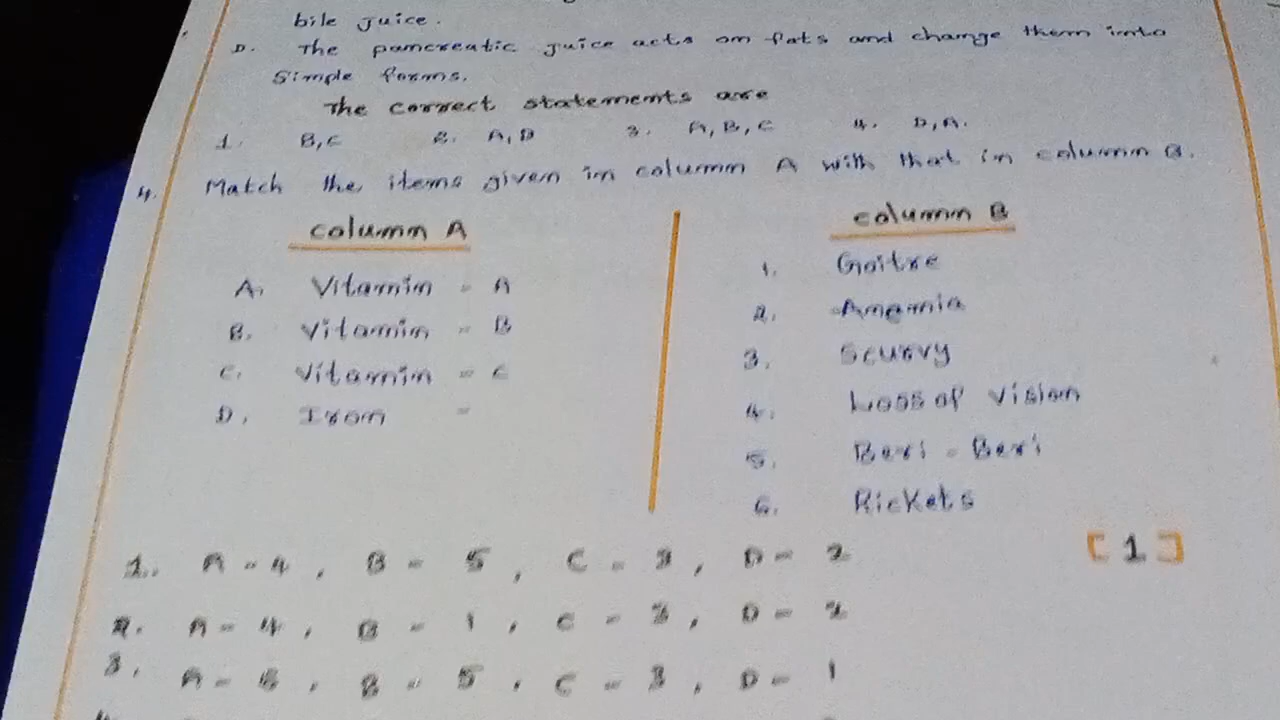 bile juice.
D. The pancreatic juice acts on fats and change them into
Simple forms.
The correct statements are
1. B,C 2. A,D 3. A,B,C 4. D,A.
4. Match the items given in column A with that in column B.
column A column B
A. Vitamin - A 1. Goitre
B. Vitamin - B 2. Anemia
C. Vitamin - C 3. Scurvy
D. Iron - 4. Loss of vision
5. Beri - Beri
6. Rickets
1. A - 4, B - 5, C - 3, D - 2 [1]
2. A - 4, B - 1, C - 3, D - 2
3. A - 6, B - 5, C - 3, D - 1
4.